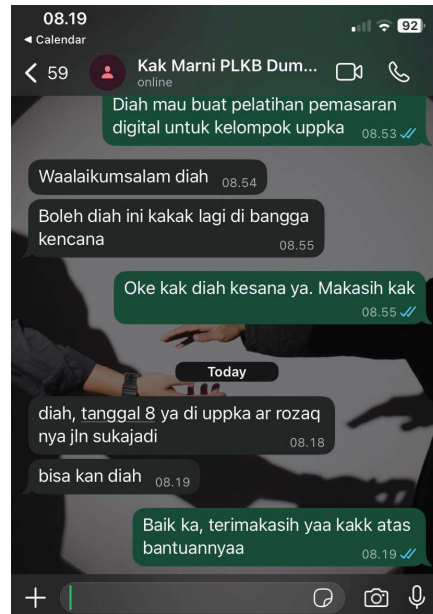 08.19
92
◄ Calendar
59
Kak Marni PLKB Dum...
online
Diah mau buat pelatihan pemasaran
digital untuk kelompok uppka 08.53
Waalaikumsalam diah 08.54
Boleh diah ini kakak lagi di bangga
kencana 08.55
Oke kak diah kesana ya. Makasih kak
08.55
Today
diah, tanggal 8 ya di uppka ar rozaq
nya jln sukajadi 08.18
bisa kan diah 08.19
Baik ka, terimakasih yaa kakk atas
bantuannyaa 08.19